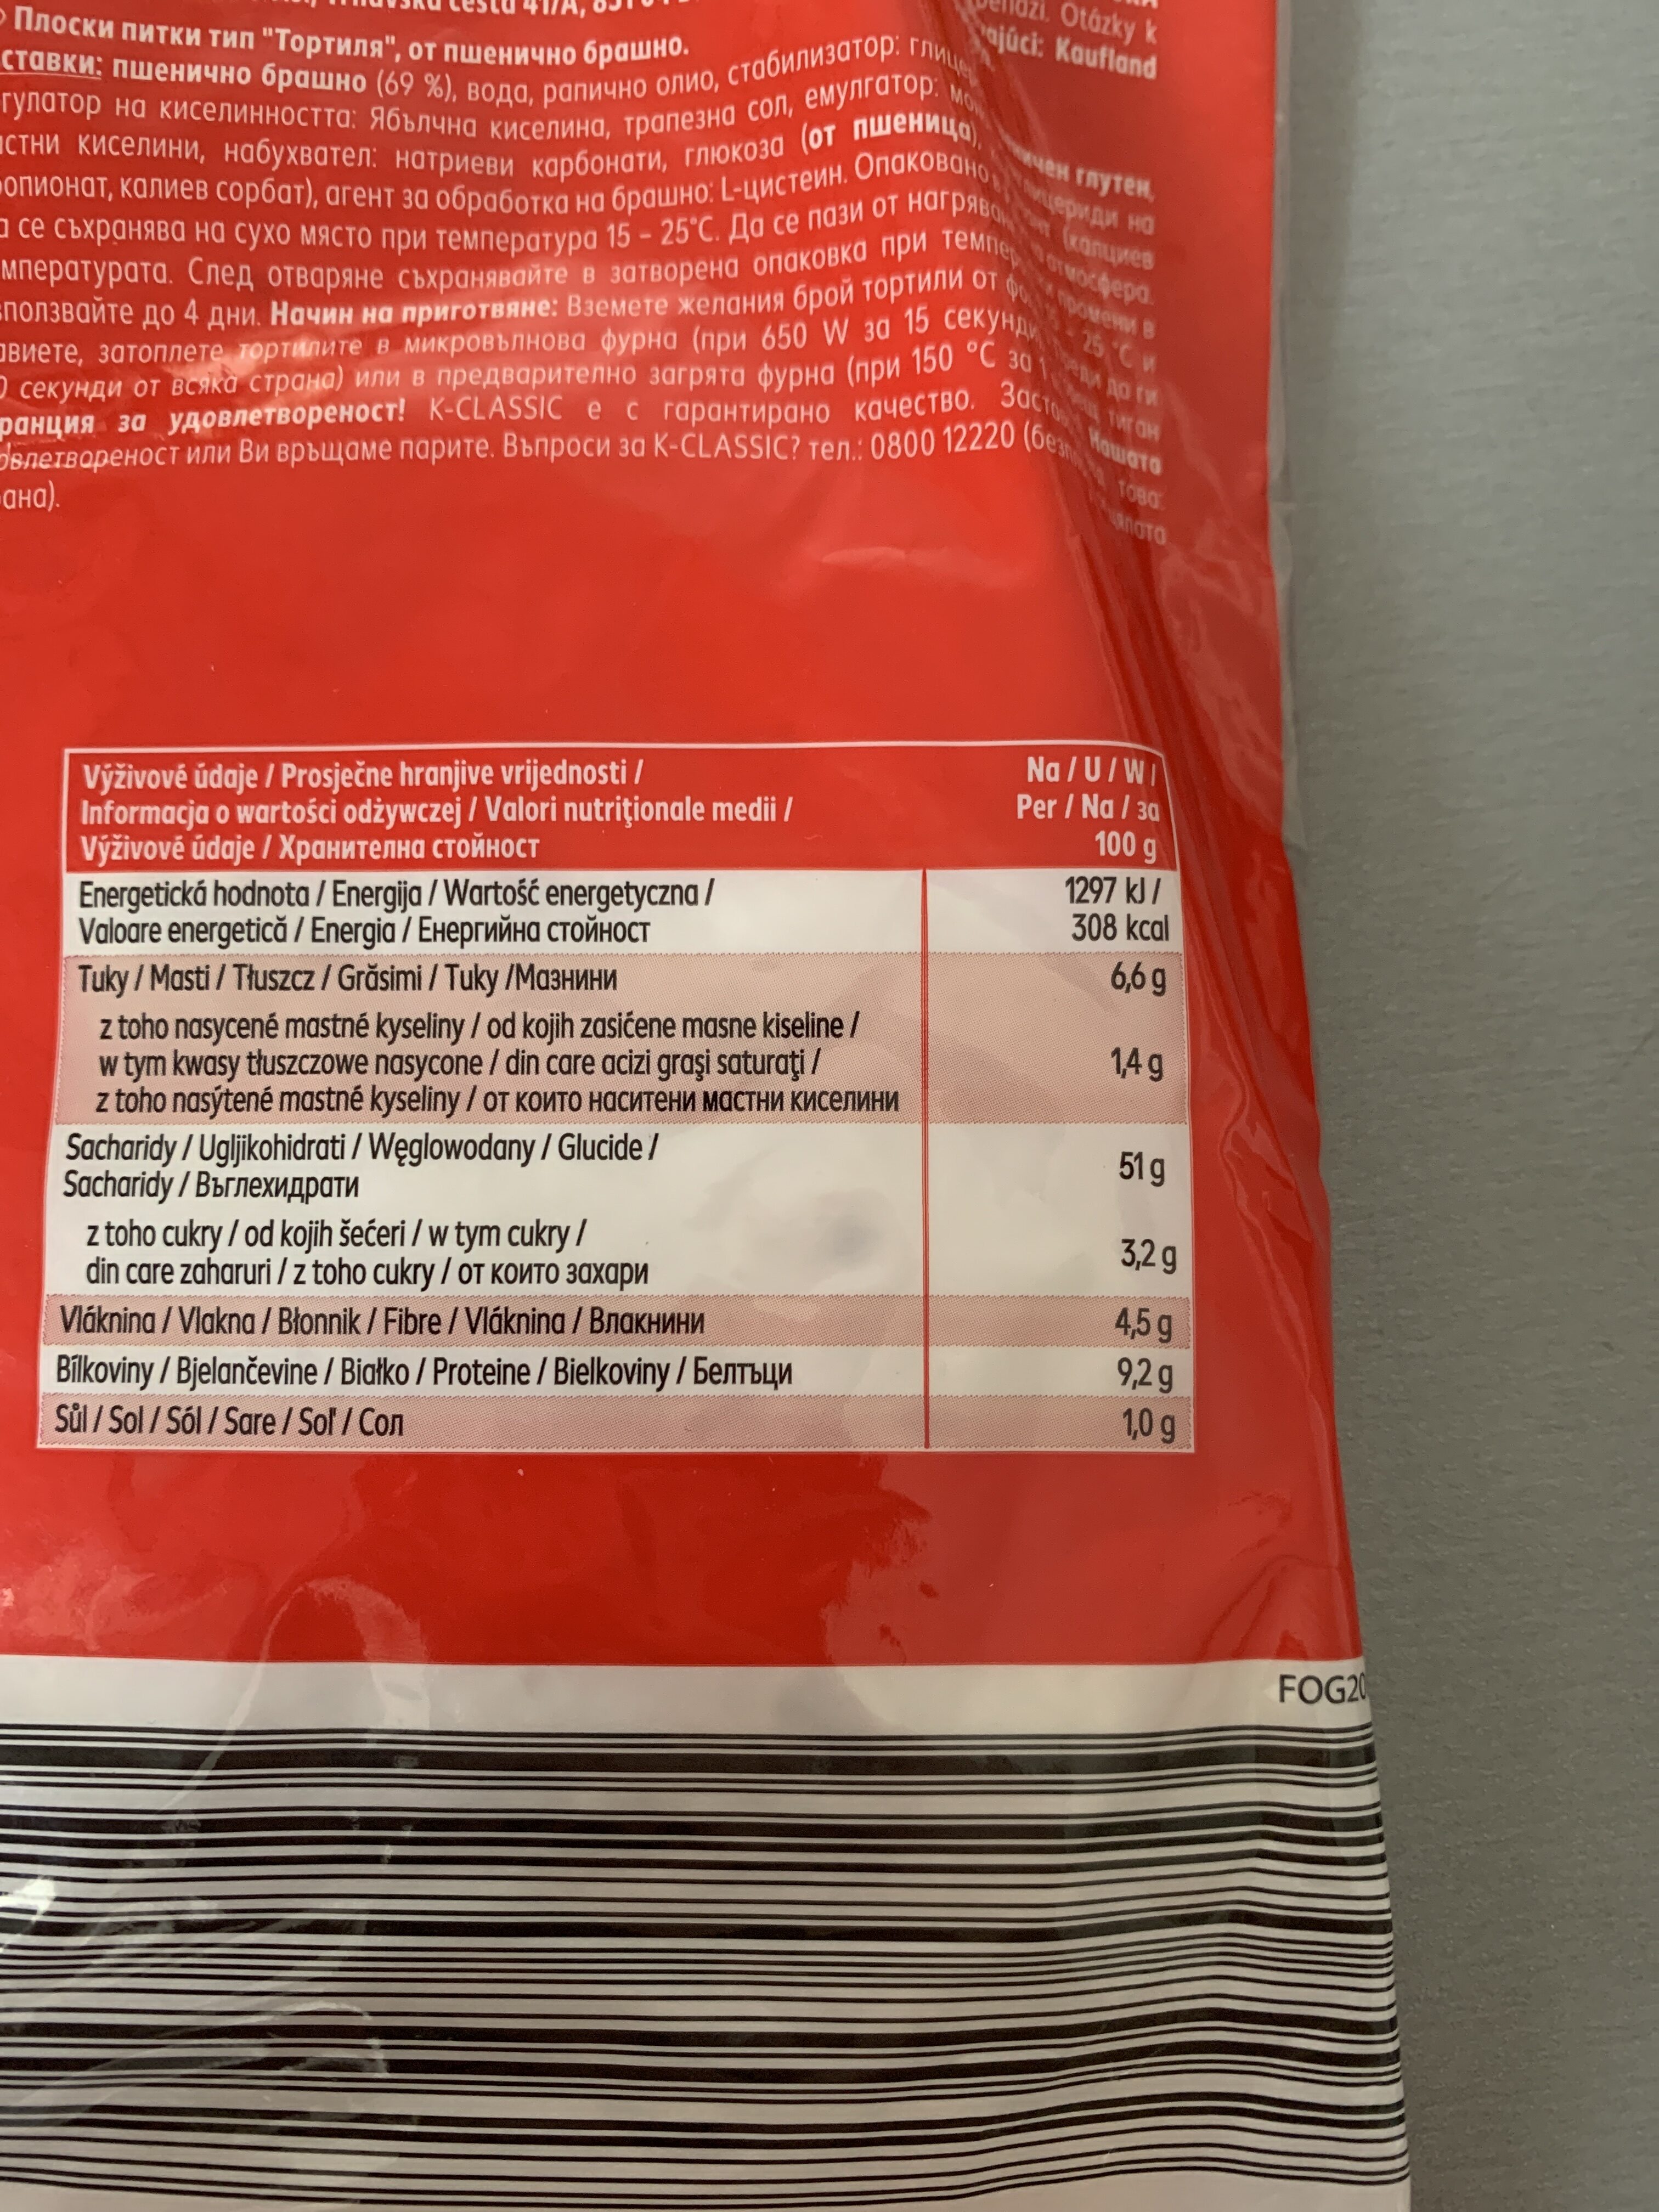 Otázky k
Kaufland
Плоски питки тип "Тортиля", от пшенично брашно.
пшенично брашно (69 %), вода, рапично олио, стабилизатор:
на киселинността: Ябълчна киселина, трапезна сол, емулгатор:
киселини, набухвател: натриеви карбонати, глюкоза (от пшеница),
глутен,
калиев сорбат), агент за обработка на брашно: L-цистеин. Опаковано
на
се съхранява на сухо място при температура 15 – 25°C. Да се пази от
(калциев
След отваряне съхранявайте в затворена опаковка при
до 4 дни. Начин на приготвяне: Вземете желания брой тортили от
в
затоплете тортилите в микровълнова фурна (при 650 W за 15
25 °C и
секунди от всяка страна) или в предварително загрята фурна (при 150 °C за
до ги
за удовлетвореност! K-CLASSIC е с гарантирано качество.
тиган
или Ви връщаме парите. Въпроси за K-CLASSIC? тел.: 0800 12220
Нашата
това:
Výživové údaje / Prosječne hranjive vrijednosti /
Informacja o wartości odżywczej / Valori nutriţionale medii /
Výživové údaje / Хранителна стойност
Na / U / W /
Per / Na / за
100 g
Energetická hodnota / Energija / Wartość energetyczna /
Valoare energetică / Energia / Енергийна стойност
1297 kJ /
308 kcal
Tuky / Masti / Tłuszcz / Grăsimi / Tuky /Мазнини
6,6 g
z toho nasycené mastné kyseliny / od kojih zasićene masne kiseline /
w tym kwasy tłuszczowe nasycone / din care acizi graşi saturaţi /
z toho nasýtené mastné kyseliny / от които наситени мастни киселини
1,4 g
Sacharidy / Ugljikohidrati / Węglowodany / Glucide /
Sacharidy / Въглехидрати
51 g
z toho cukry / od kojih šećeri / w tym cukry /
din care zaharuri / z toho cukry / от които захари
3,2 g
Vláknina / Vlakna / Błonnik / Fibre / Vláknina / Влакнини
4,5 g
Bílkoviny / Bjelančevine / Białko / Proteine / Bielkoviny / Белтъци
9,2 g
Sůl / Sol / Sól / Sare / Soľ / Сол
1,0 g
FOG20